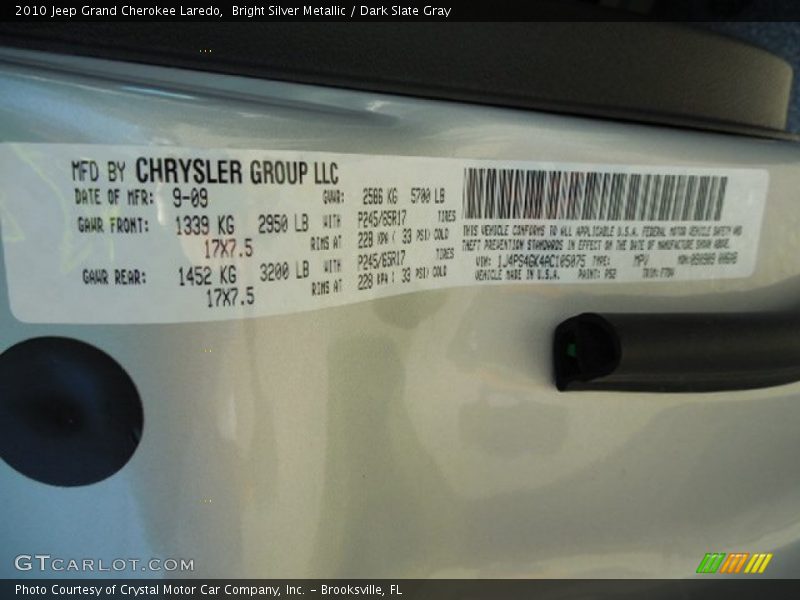 2010 Jeep Grand Cherokee Laredo, Bright Silver Metallic / Dark Slate Gray
MFD BY CHRYSLER GROUP LLC
DATE OF MFR: 9-09 GVWR: 2586 KG 5700 LB
GAWR FRONT: 1339 KG 2950 LB WITH P245/65R17 TIRES
17X7.5 RIMS AT 228 KPA ( 33 PSI) COLD
GAWR REAR: 1452 KG 3200 LB WITH P245/65R17 TIRES
17X7.5 RIMS AT 228 KPA ( 33 PSI) COLD
THIS VEHICLE CONFORMS TO ALL APPLICABLE U.S.A. FEDERAL MOTOR VEHICLE SAFETY AND
THEFT PREVENTION STANDARDS IN EFFECT ON THE DATE OF MANUFACTURE SHOWN ABOVE.
VIN: 1J4PS4GK4AC105075 TYPE: MPV MDH:
VEHICLE MADE IN U.S.A. PAINT: PS2 TRIM:
GTCARLOT.COM
Photo Courtesy of Crystal Motor Car Company, Inc. – Brooksville, FL